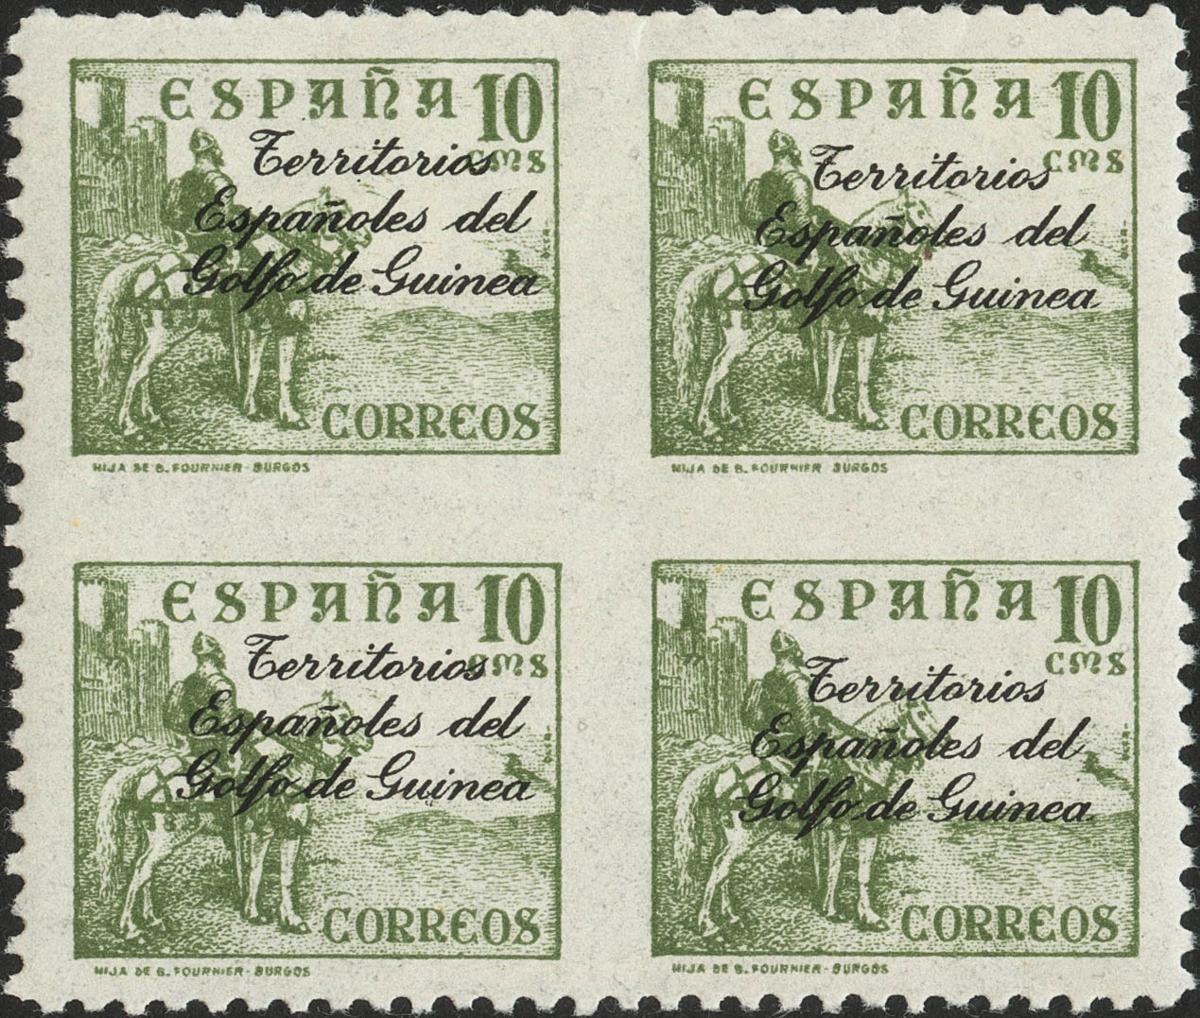 ESPAÑA 10
CMS
Territorios
Españoles del
Golfo de Guinea
CORREOS
HIJA DE B. FOURNIER - BURGOS
ESPAÑA 10
CMS
Territorios
Españoles del
Golfo de Guinea
CORREOS
HIJA DE B. FOURNIER - BURGOS
ESPAÑA 10
CMS
Territorios
Españoles del
Golfo de Guinea
CORREOS
HIJA DE B. FOURNIER - BURGOS
ESPAÑA 10
CMS
Territorios
Españoles del
Golfo de Guinea
CORREOS
HIJA DE B. FOURNIER - BURGOS